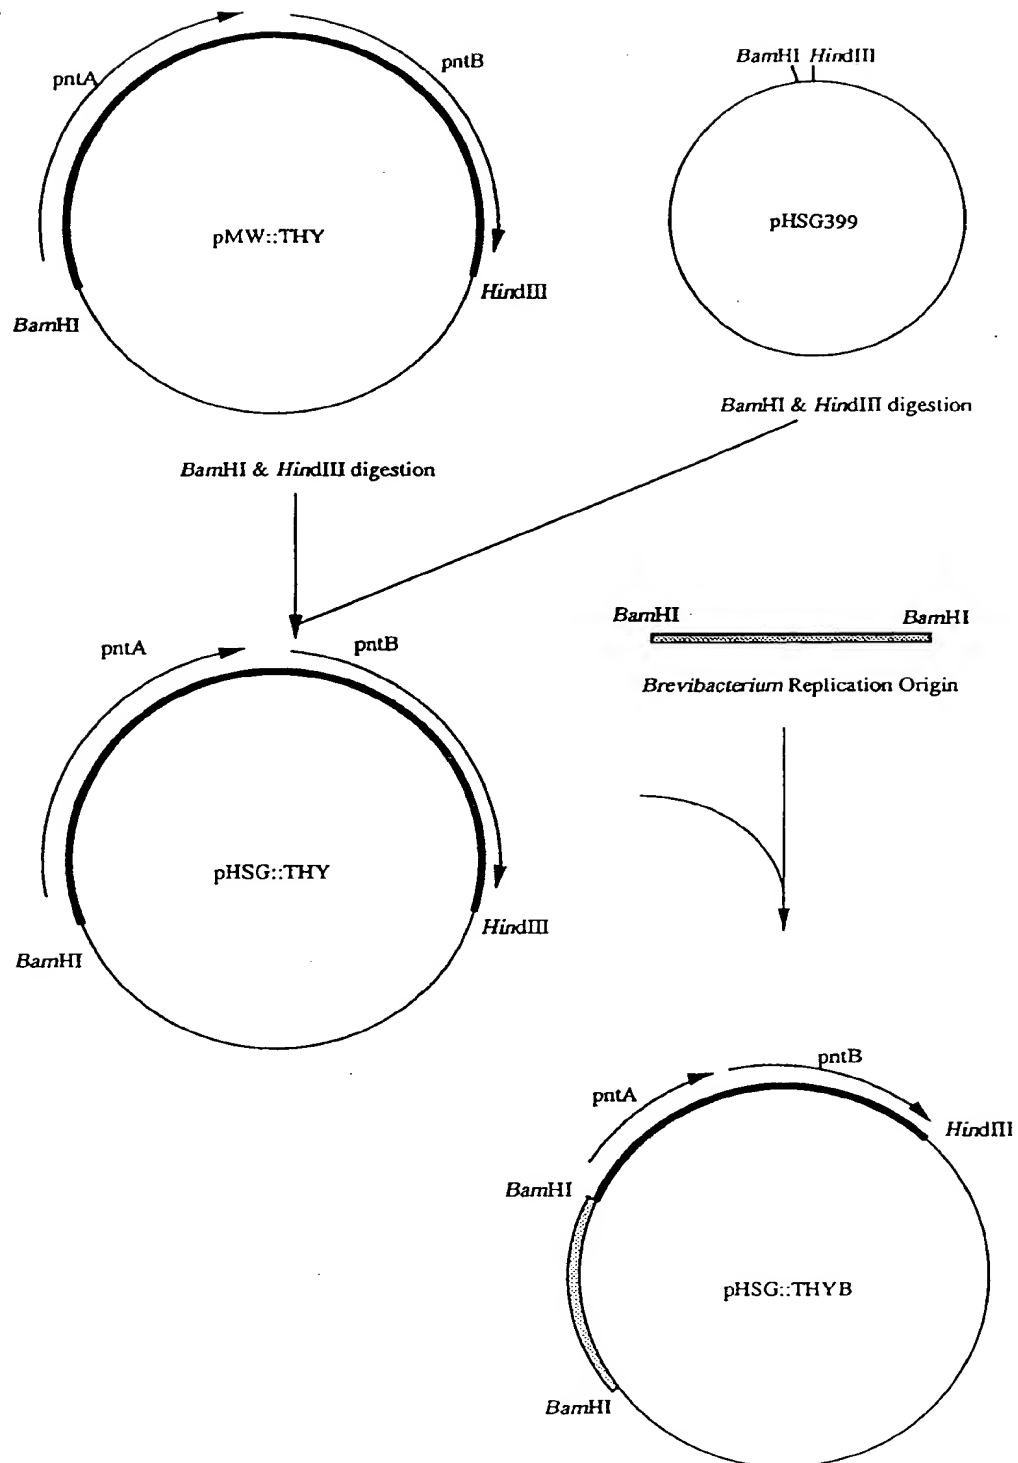 pntA
pntB
pMW::THY
BamHI
HindIII
BamHI HindIII
pHSG399
BamHI & HindIII digestion
BamHI & HindIII digestion
pntA
pntB
pHSG::THY
BamHI
HindIII
BamHI
BamHI
Brevibacterium Replication Origin
pntA
pntB
HindIII
BamHI
pHSG::THYB
BamHI